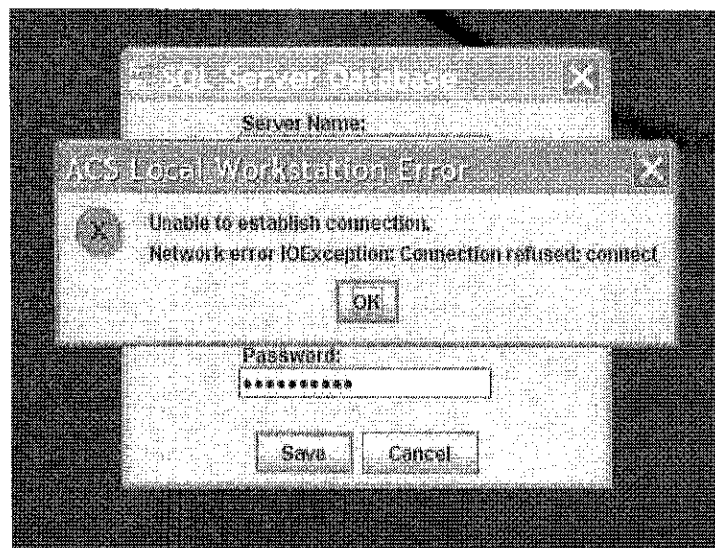 SQL Server Database
Server Name:
ACS Local Workstation Error
Unable to establish connection.
Network error IOException: Connection refused: connect
OK
Password:
Save Cancel